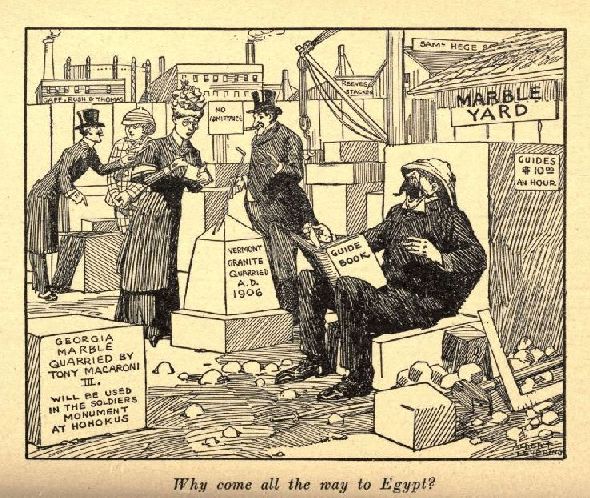 SAMᴸ HEGE
NO
ADMITTANCE
MARBLE
YARD
GUIDES
$ 10.00
AN HOUR
GUIDE
BOOK
VERMONT
GRANITE
QUARRIED
A.D.
1906
GEORGIA
MARBLE
QUARRIED BY
TONY MACARONI
III.
WILL BE USED
IN THE SOLDIERS
MONUMENT
AT HOHOKUS
Why come all the way to Egypt?